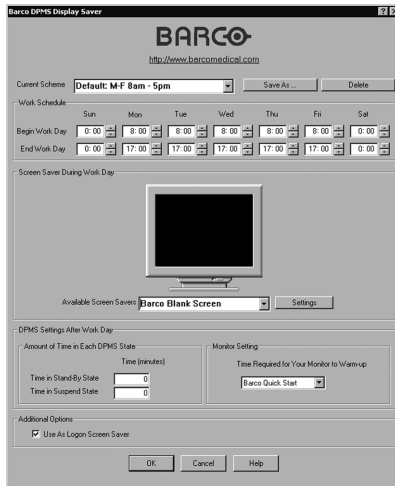 Barco DPMS Display Saver
BARCO
http://www.barcomedical.com
Current Scheme Default: M-F 8am - 5pm Save As ... Delete
Work Schedule
Sun Mon Tue Wed Thu Fri Sat
Begin Work Day 0: 00 8: 00 8: 00 8: 00 8: 00 8: 00 0: 00
End Work Day 0: 00 17: 00 17: 00 17: 00 17: 00 17: 00 0: 00
Screen Saver During Work Day
Available Screen Savers Barco Blank Screen Settings
DPMS Settings After Work Day
Amount of Time in Each DPMS State
Time (minutes)
Time in Stand-By State 0
Time in Suspend State 0
Monitor Setting
Time Required for Your Monitor to Warm-up
Barco Quick Start
Additional Options
Use As Logon Screen Saver
OK Cancel Help